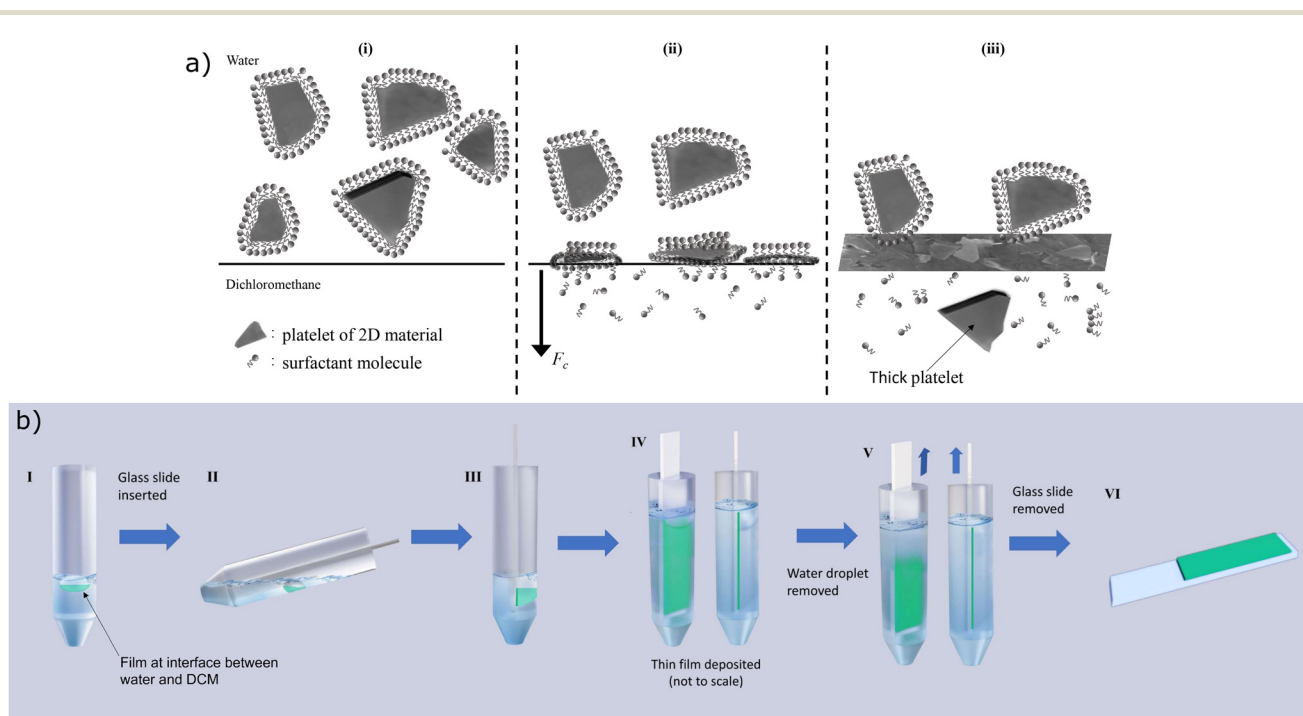 a)
Water
(i)
(ii)
(iii)
Dichloromethane
: platelet of 2D material
: surfactant molecule
Fc
Thick platelet
b)
I
Glass slide
inserted
II
III
IV
V
Glass slide
removed
VI
Water droplet
removed
Film at interface between
water and DCM
Thin film deposited
(not to scale)